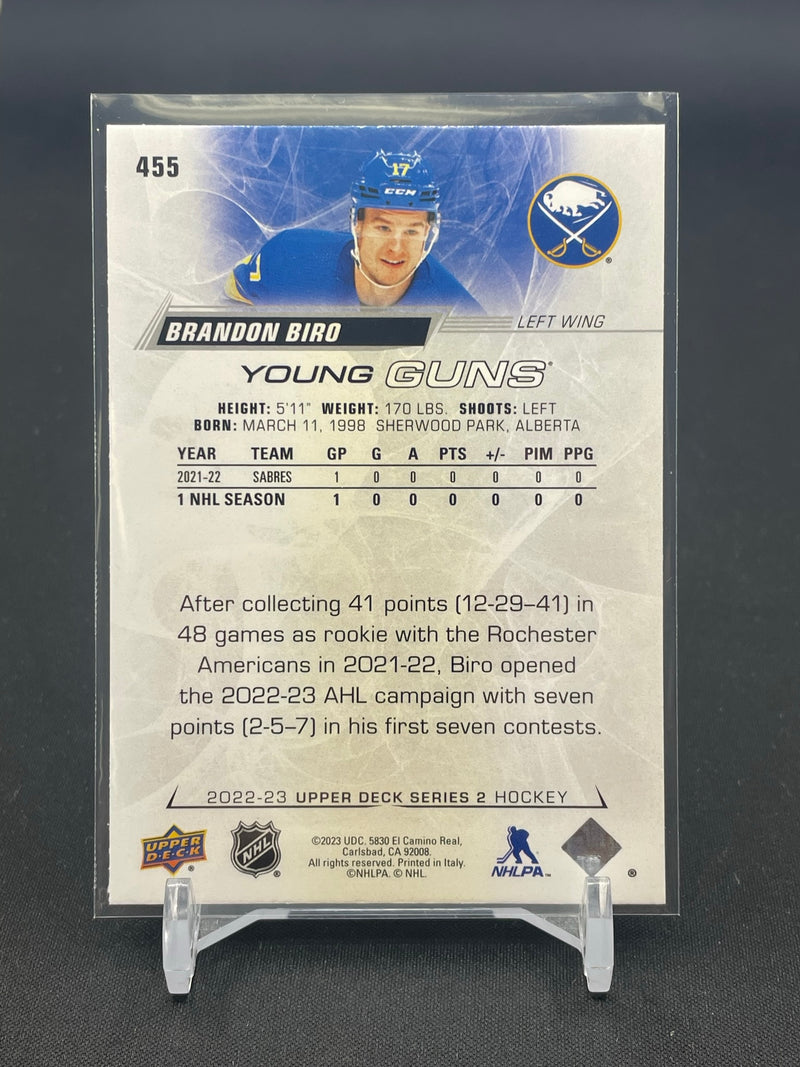 455
17
CCM
17
BRANDON BIRO
LEFT WING
YOUNG GUNS®
HEIGHT: 5'11" WEIGHT: 170 LBS. SHOOTS: LEFT
BORN: MARCH 11, 1998 SHERWOOD PARK, ALBERTA
YEAR TEAM GP G A PTS +/- PIM PPG
2021-22 SABRES 1 0 0 0 0 0 0
1 NHL SEASON 1 0 0 0 0 0 0
After collecting 41 points (12-29–41) in
48 games as rookie with the Rochester
Americans in 2021-22, Biro opened
the 2022-23 AHL campaign with seven
points (2-5–7) in his first seven contests.
2022-23 UPPER DECK SERIES 2 HOCKEY
UPPER
D•E•C•K
®
NHL
®
©2023 UDC. 5830 El Camino Real,
Carlsbad, CA 92008.
All rights reserved. Printed in Italy.
©NHLPA. © NHL.
NHLPA™
®